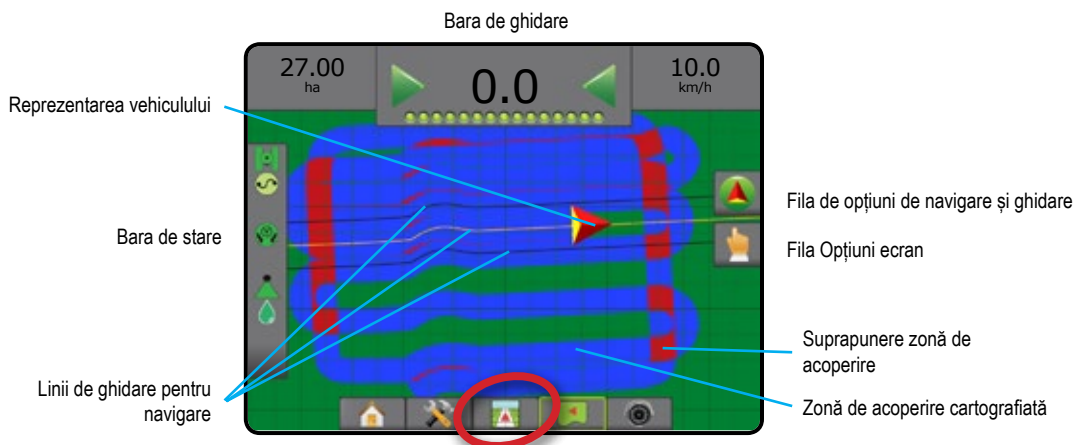 Bara de ghidare
27.00
ha
0.0
10.0
km/h
Reprezentarea vehiculului
Bara de stare
Linii de ghidare pentru
navigare
Fila de opțiuni de navigare și ghidare
Fila Opțiuni ecran
Suprapunere zonă de
acoperire
Zonă de acoperire cartografiată